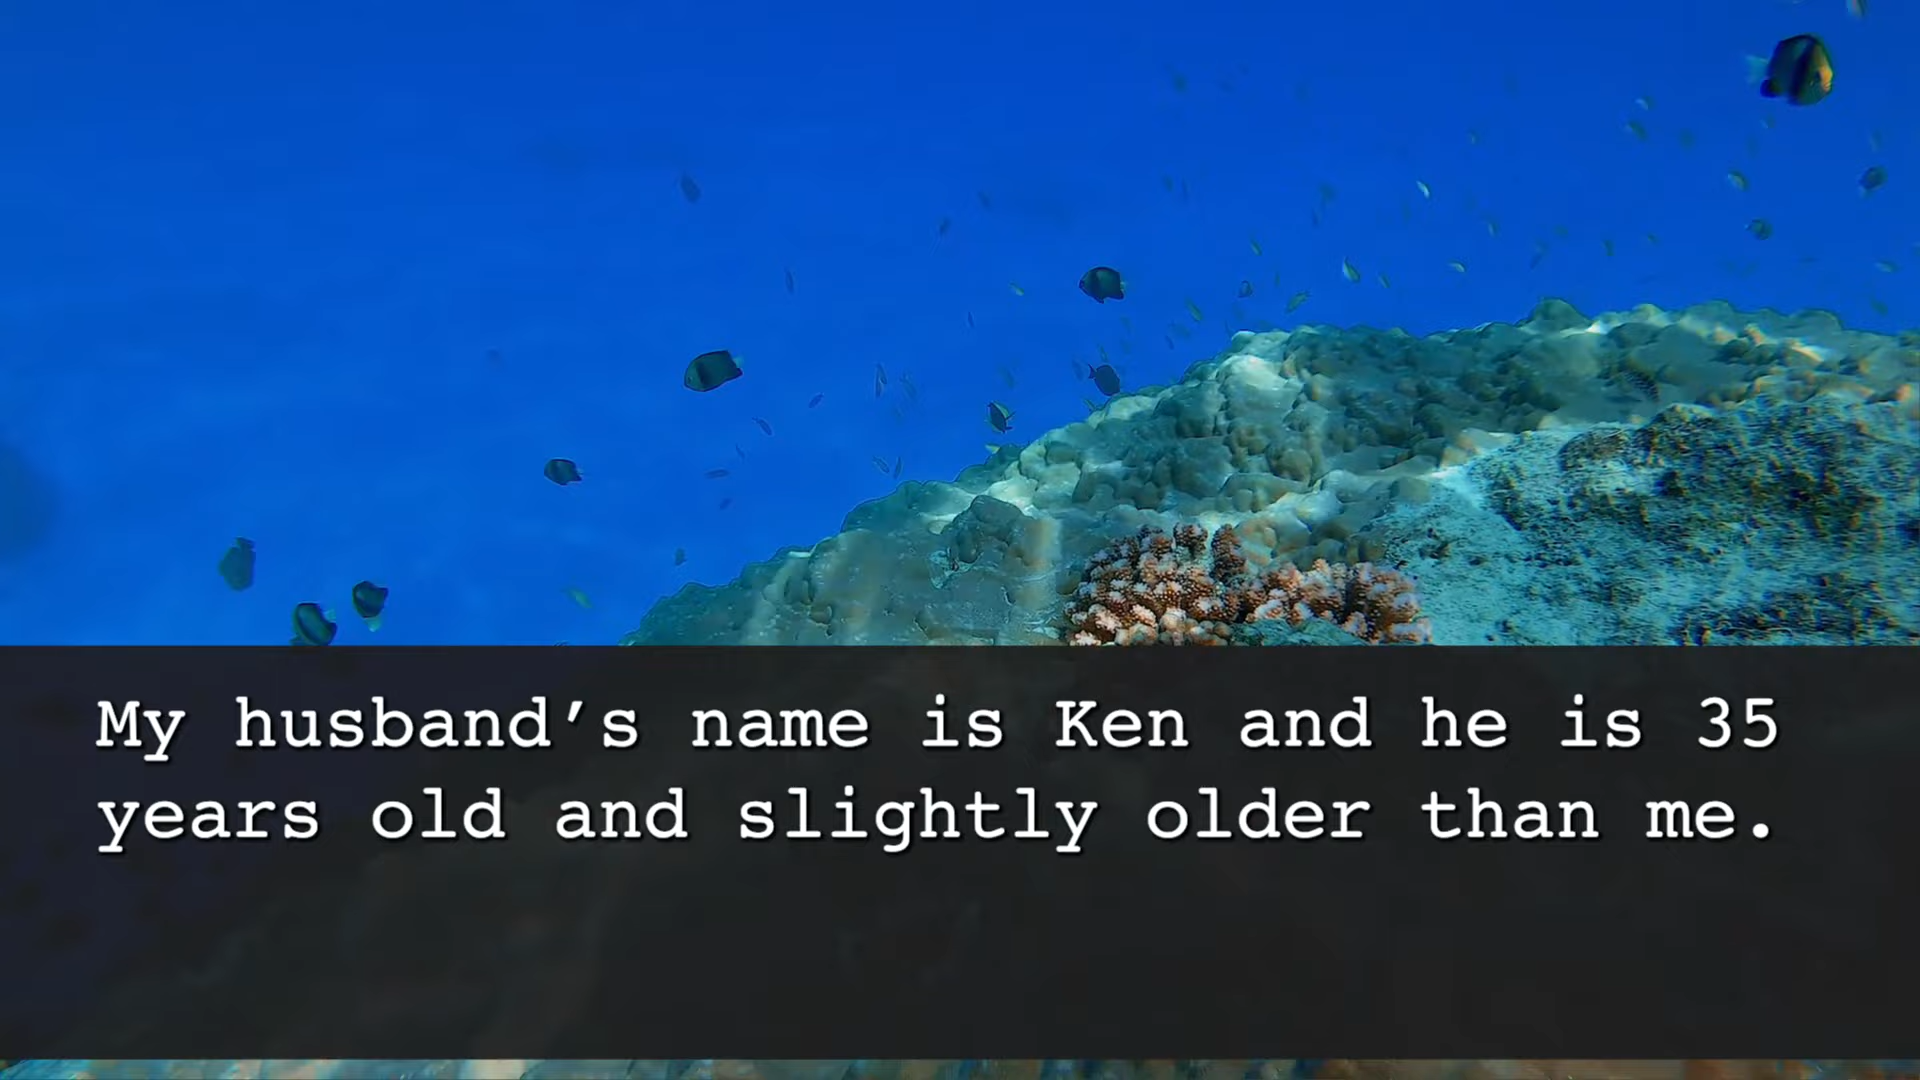 My husband’s name is Ken and he is 35
years old and slightly older than me.